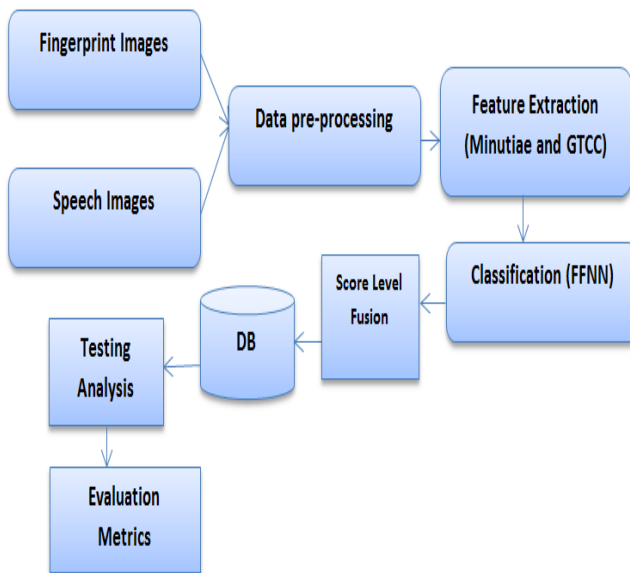 Fingerprint Images
Speech Images
Data pre-processing
Feature Extraction
(Minutiae and GTCC)
Classification (FFNN)
Score Level
Fusion
DB
Testing
Analysis
Evaluation
Metrics